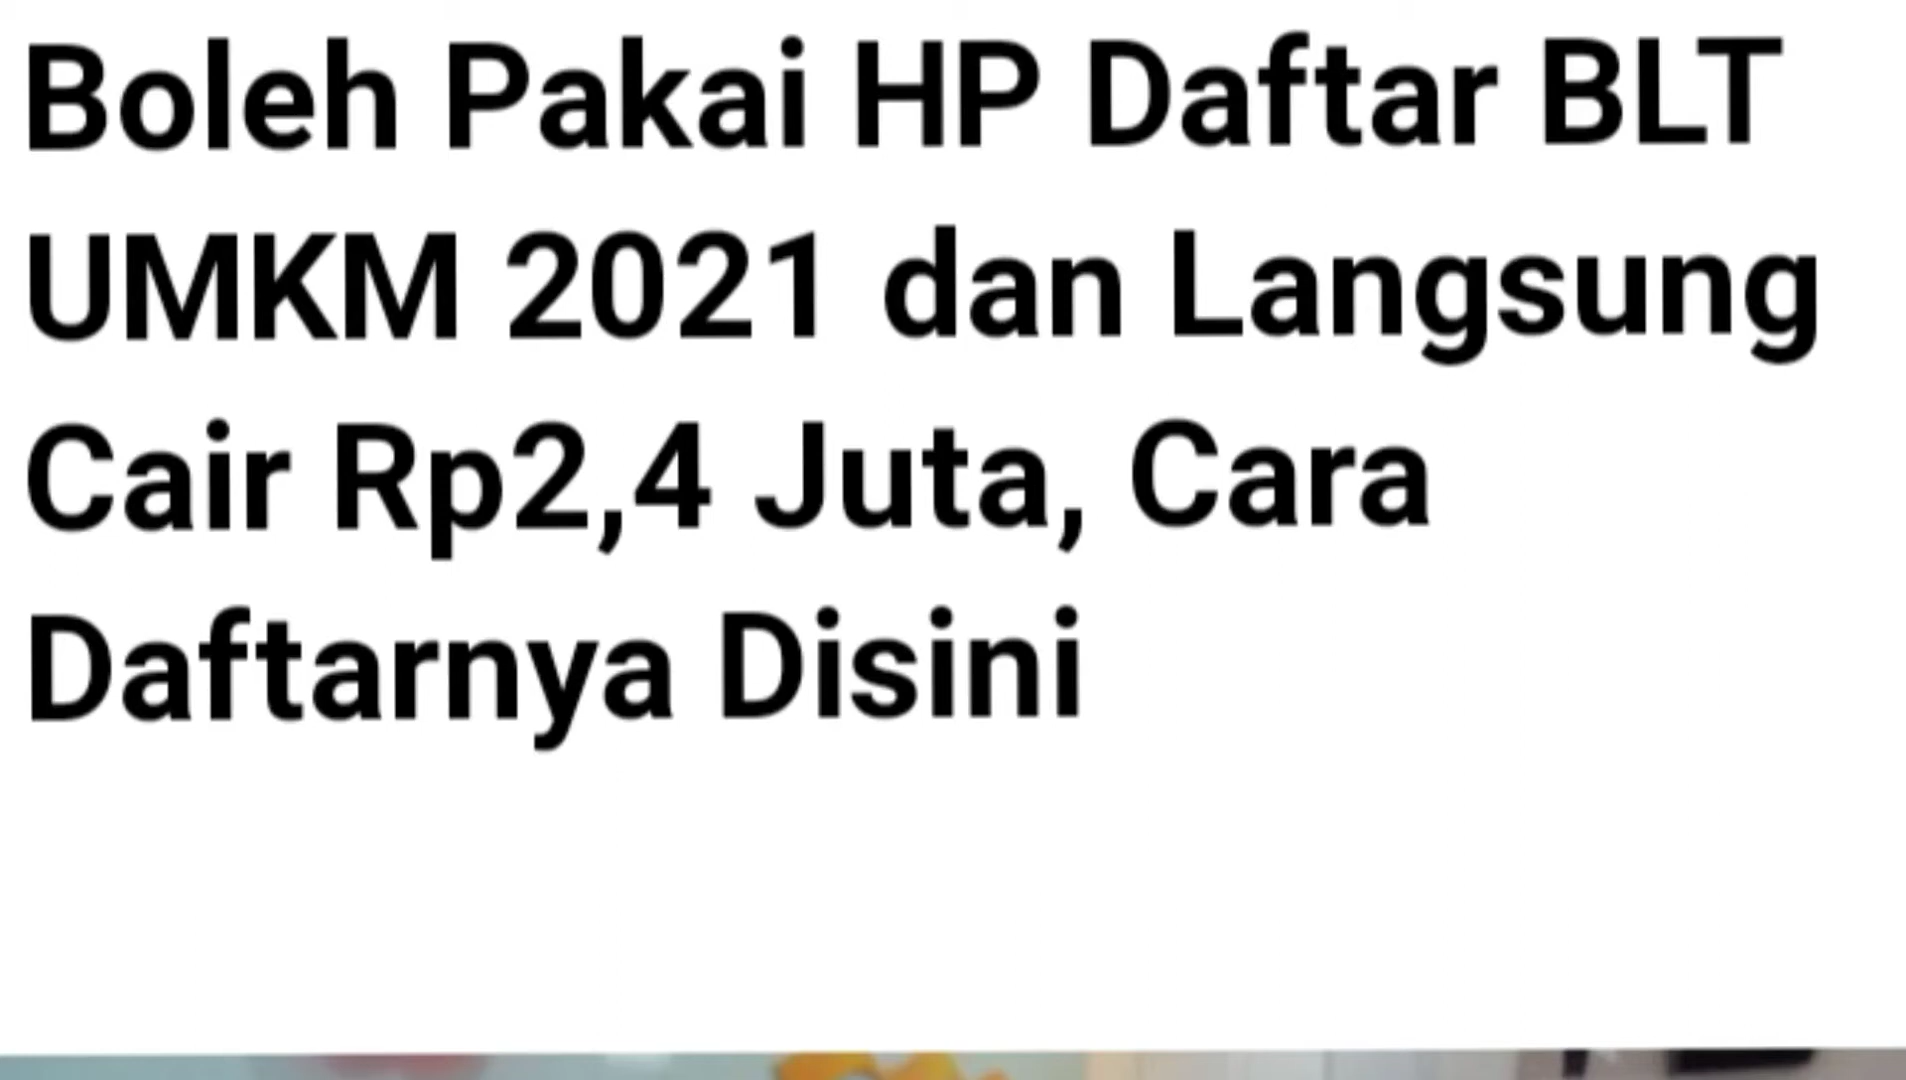 Boleh Pakai HP Daftar BLT
UMKM 2021 dan Langsung
Cair Rp2,4 Juta, Cara
Daftarnya Disini